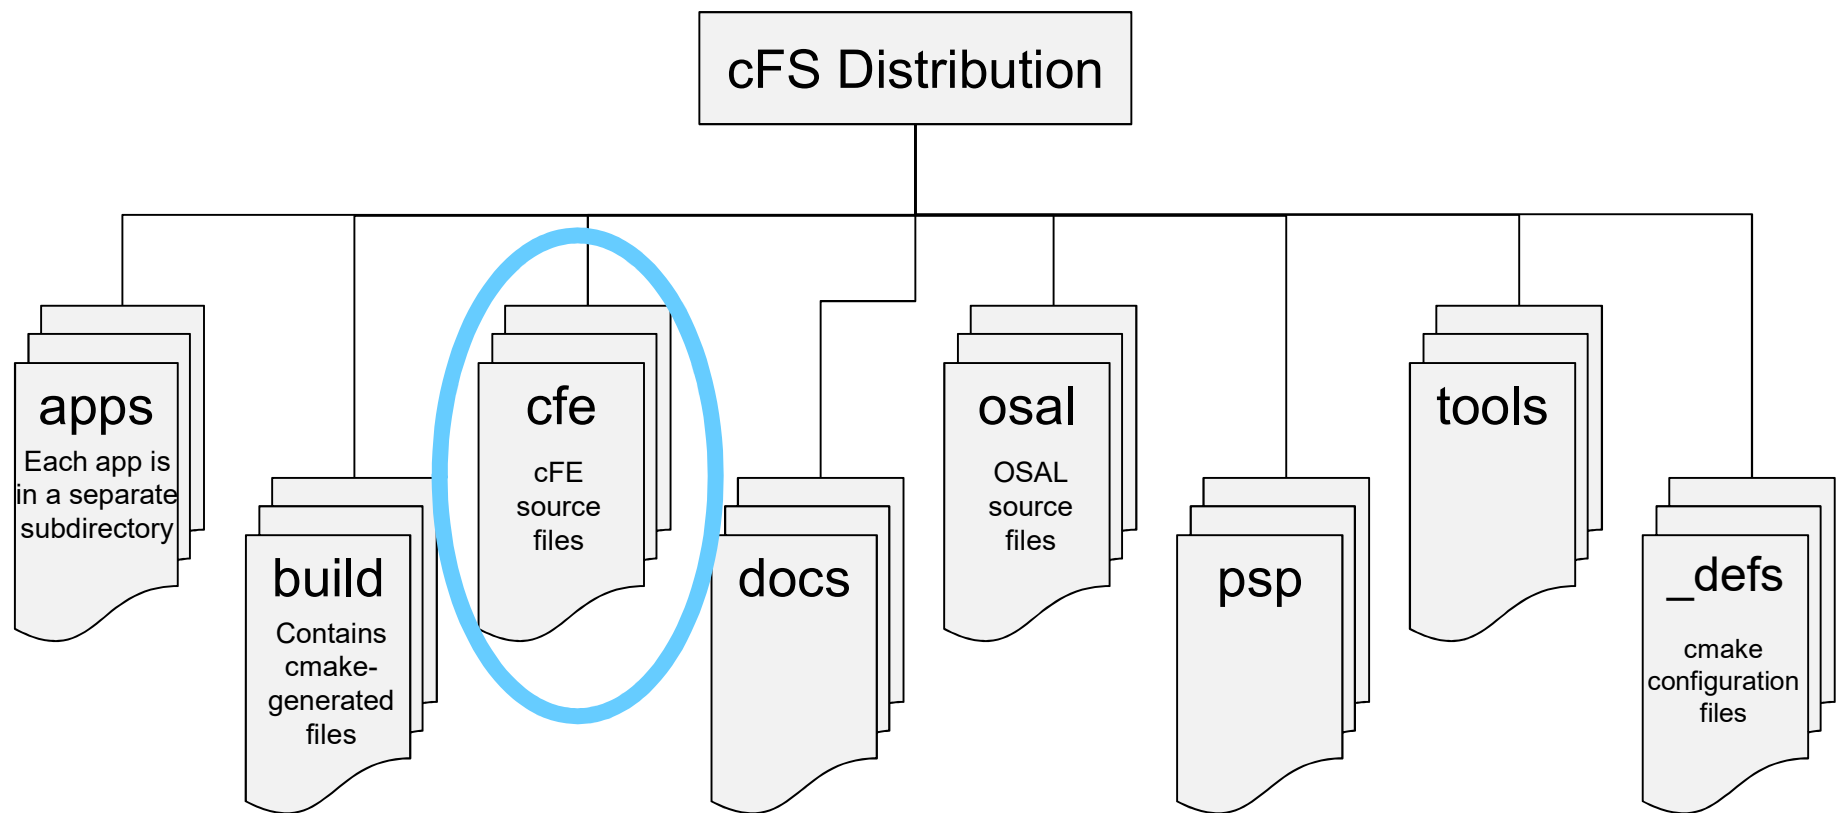 cFS Distribution
apps
Each app is
in a separate
subdirectory
build
Contains
cmake-
generated
files
cfe
cFE
source
files
docs
osal
OSAL
source
files
psp
tools
_defs
cmake
configuration
files